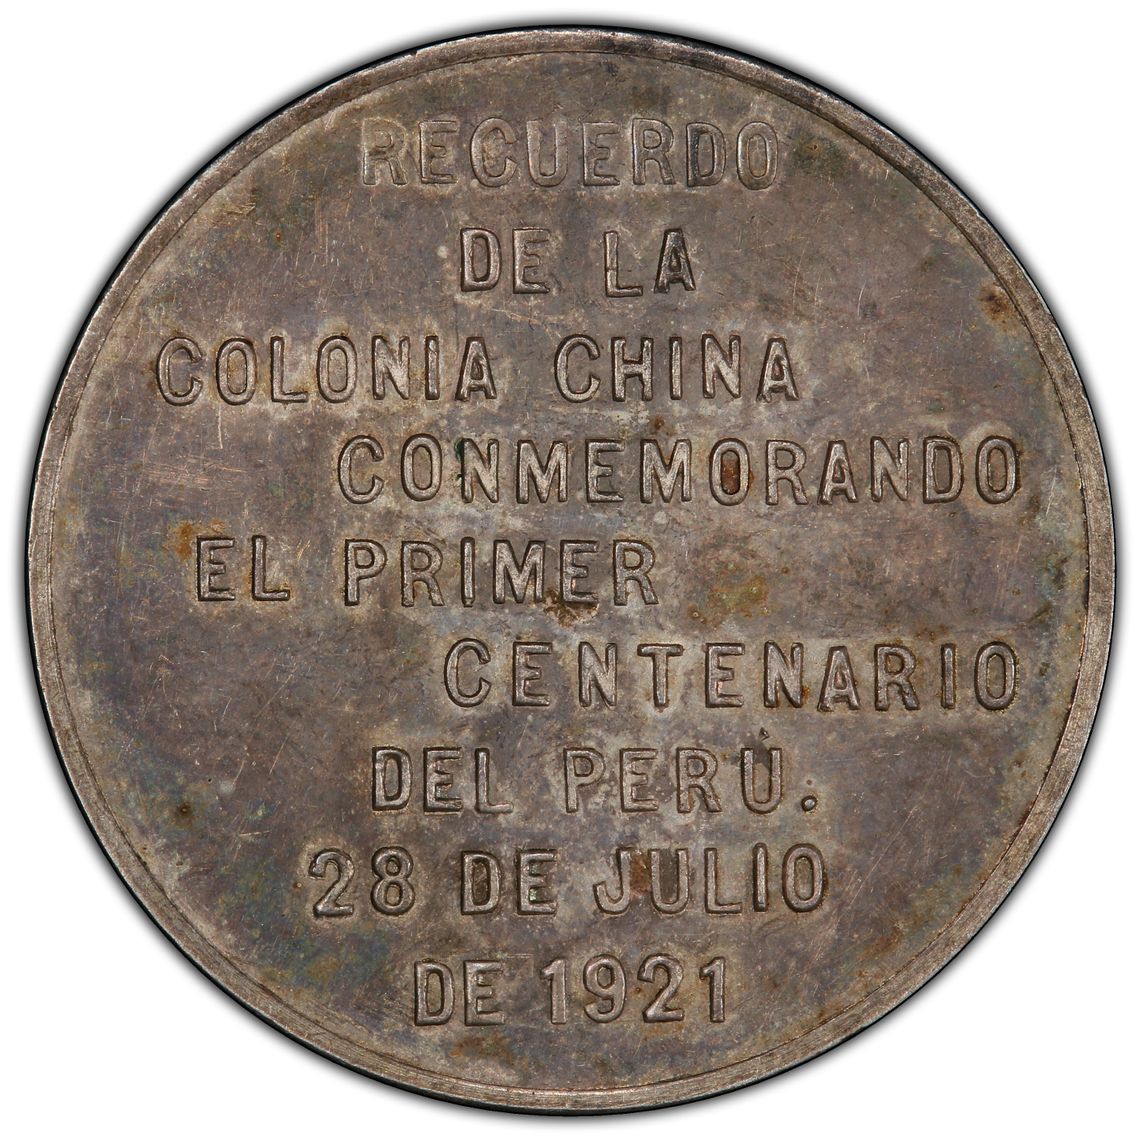 RECUERDO
DE LA
COLONIA CHINA
CONMEMORANDO
EL PRIMER
CENTENARIO
DEL PERÚ.
28 DE JULIO
DE 1921